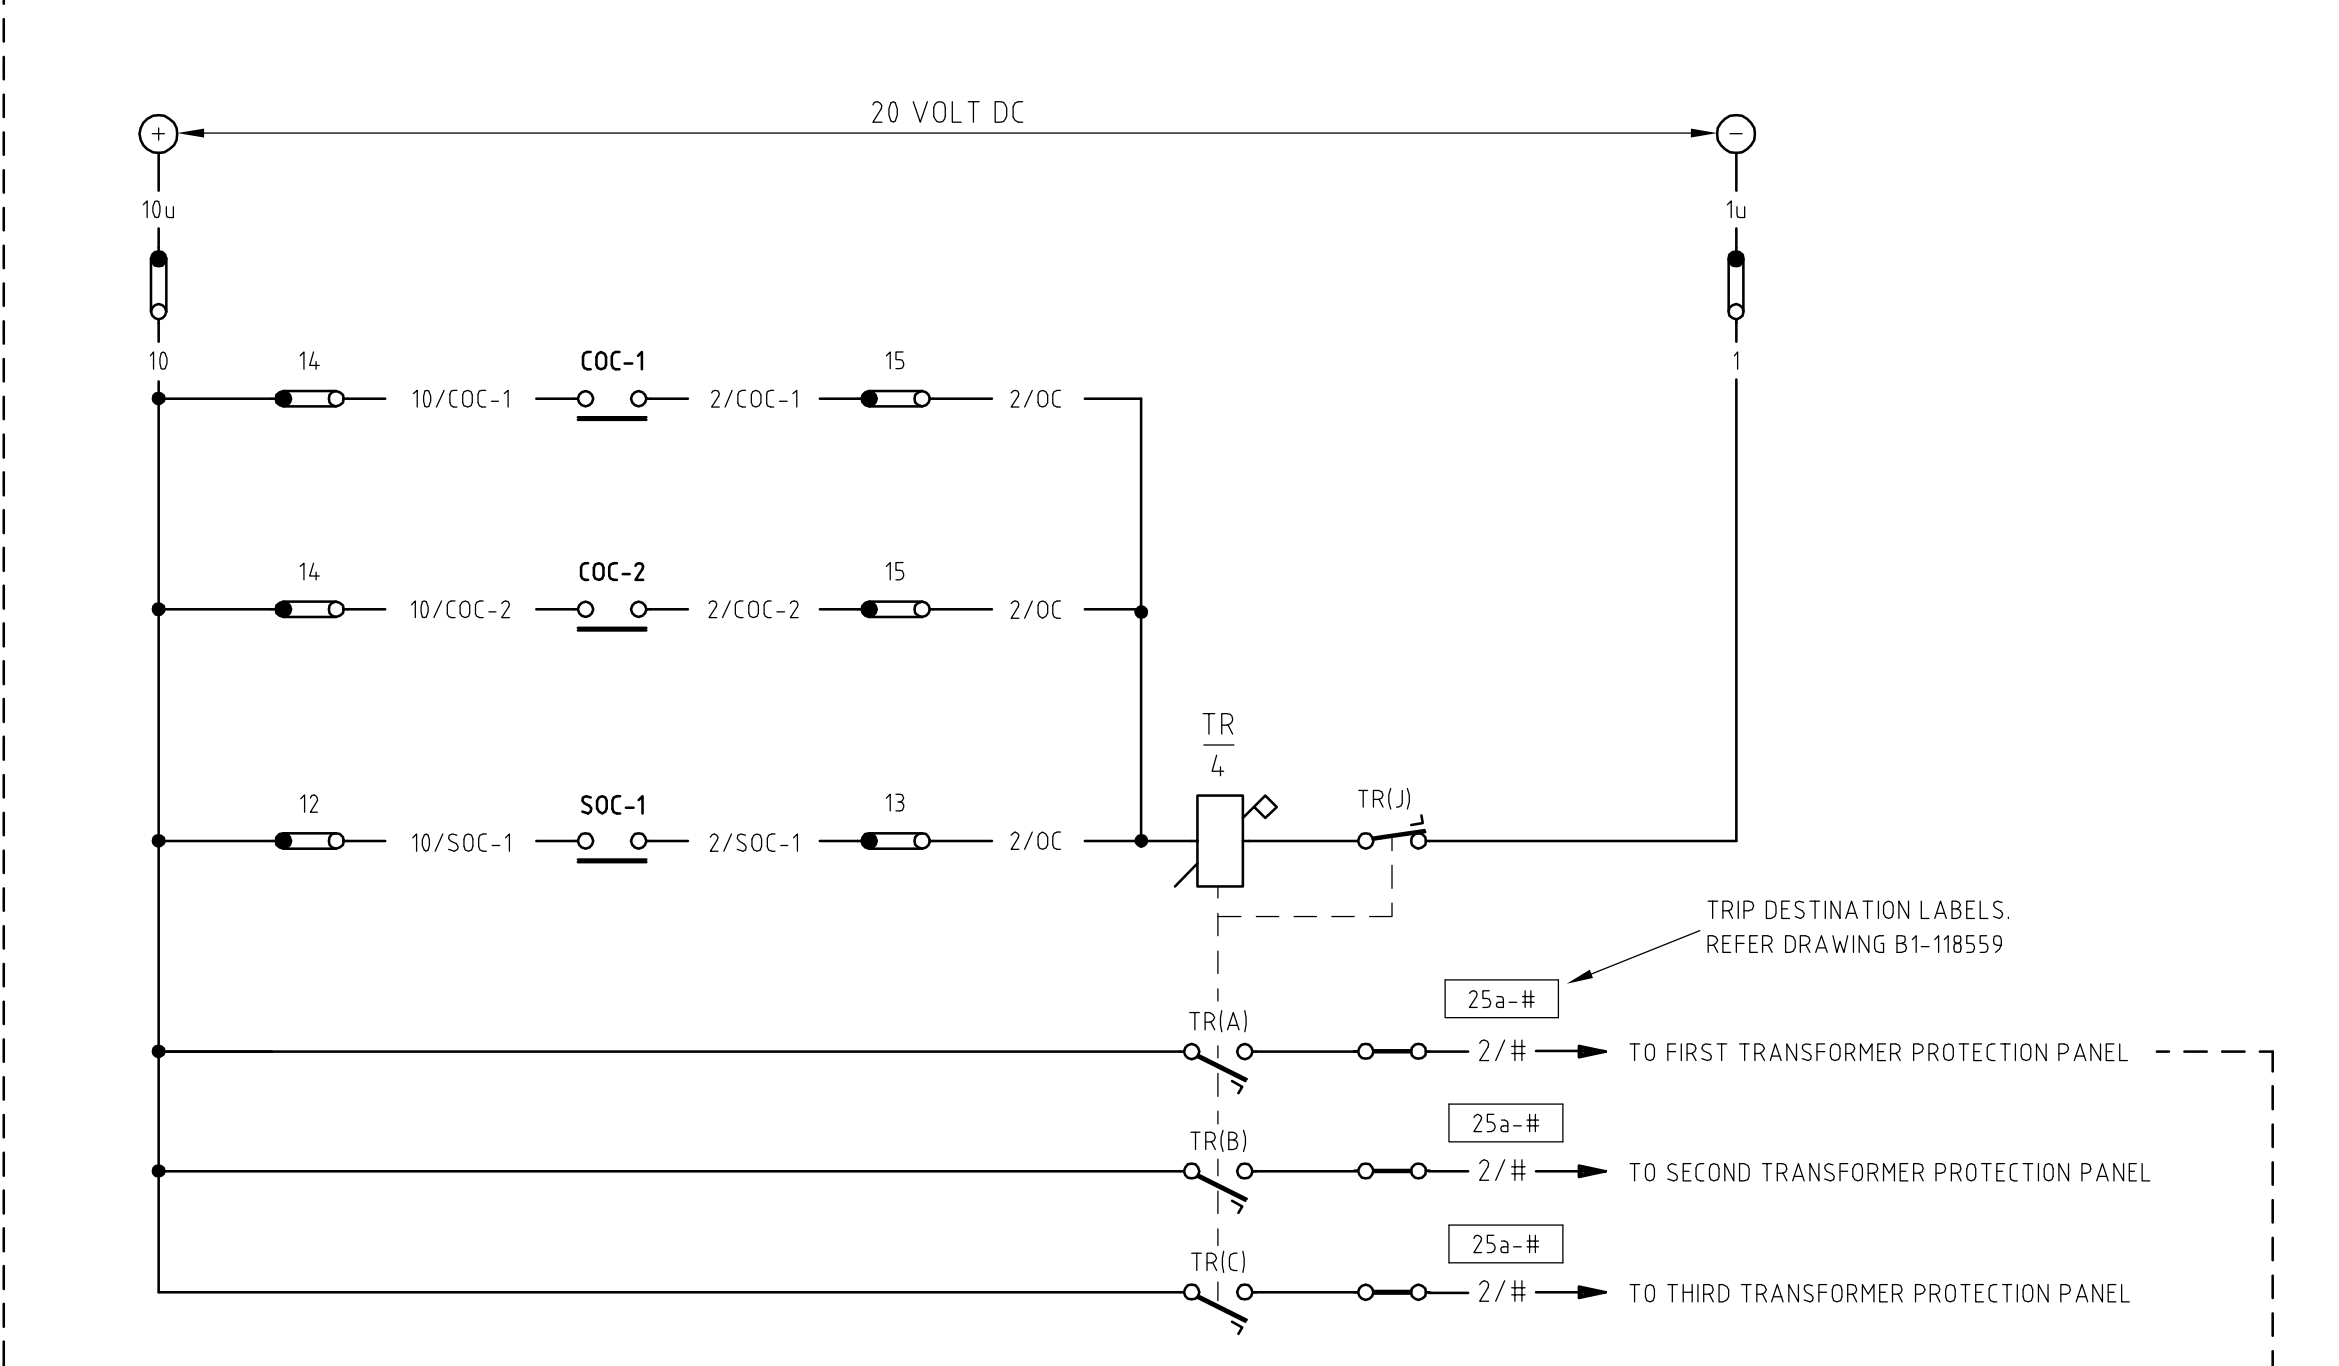 20 VOLT DC
+
−
10u
1u
10
14
COC-1
15
1
10/COC-1
2/COC-1
2/OC
14
COC-2
15
10/COC-2
2/COC-2
2/OC
TR
4
12
SOC-1
13
TR(J)
10/SOC-1
2/SOC-1
2/OC
TRIP DESTINATION LABELS.
REFER DRAWING B1-118559
25a-#
TR(A)
2/#
TO FIRST TRANSFORMER PROTECTION PANEL
25a-#
TR(B)
2/#
TO SECOND TRANSFORMER PROTECTION PANEL
25a-#
TR(C)
2/#
TO THIRD TRANSFORMER PROTECTION PANEL